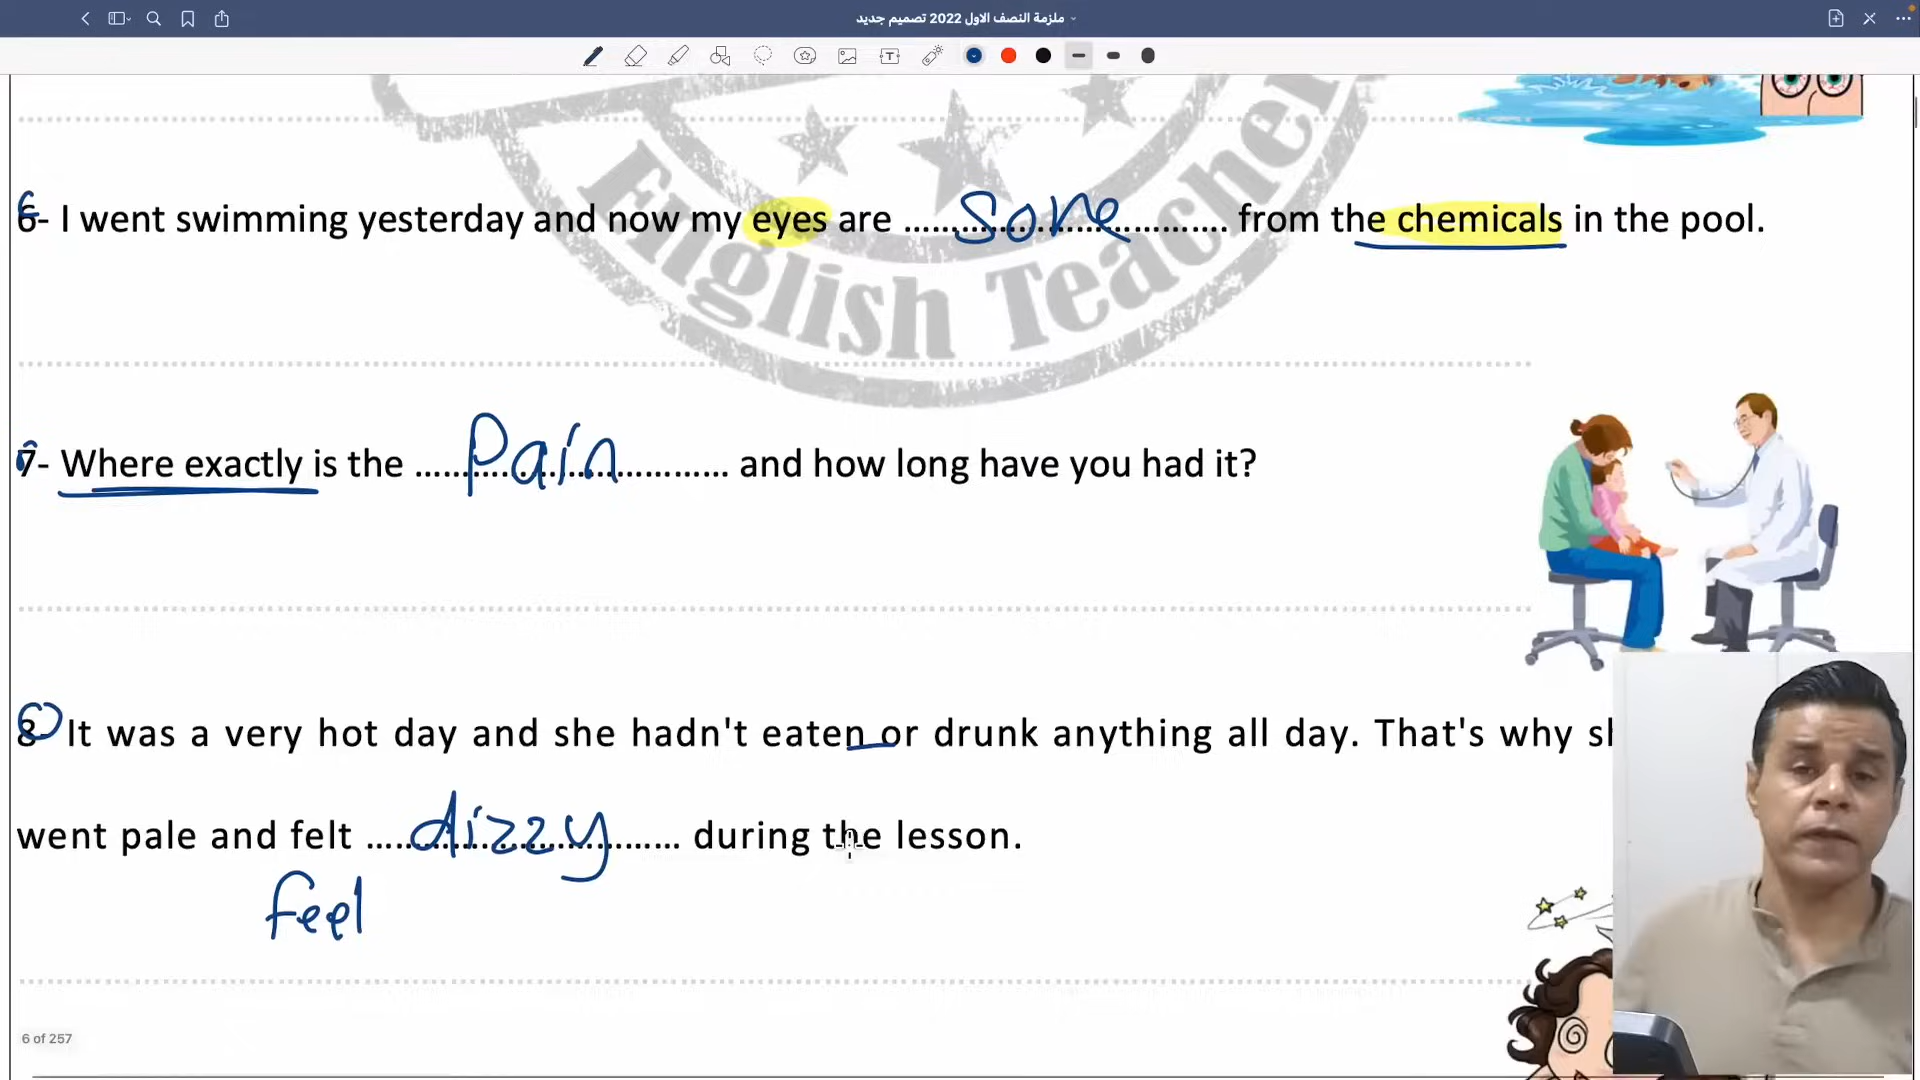 ملزمة النصف الاول 2022 تصميم جديد
English Teacher
6- I went swimming yesterday and now my eyes are ........sore........ from the chemicals in the pool.
7- Where exactly is the ........Pain........ and how long have you had it?
8- It was a very hot day and she hadn't eaten or drunk anything all day. That's why
went pale and felt ........dizzy........ during the lesson.
feel
6 of 257